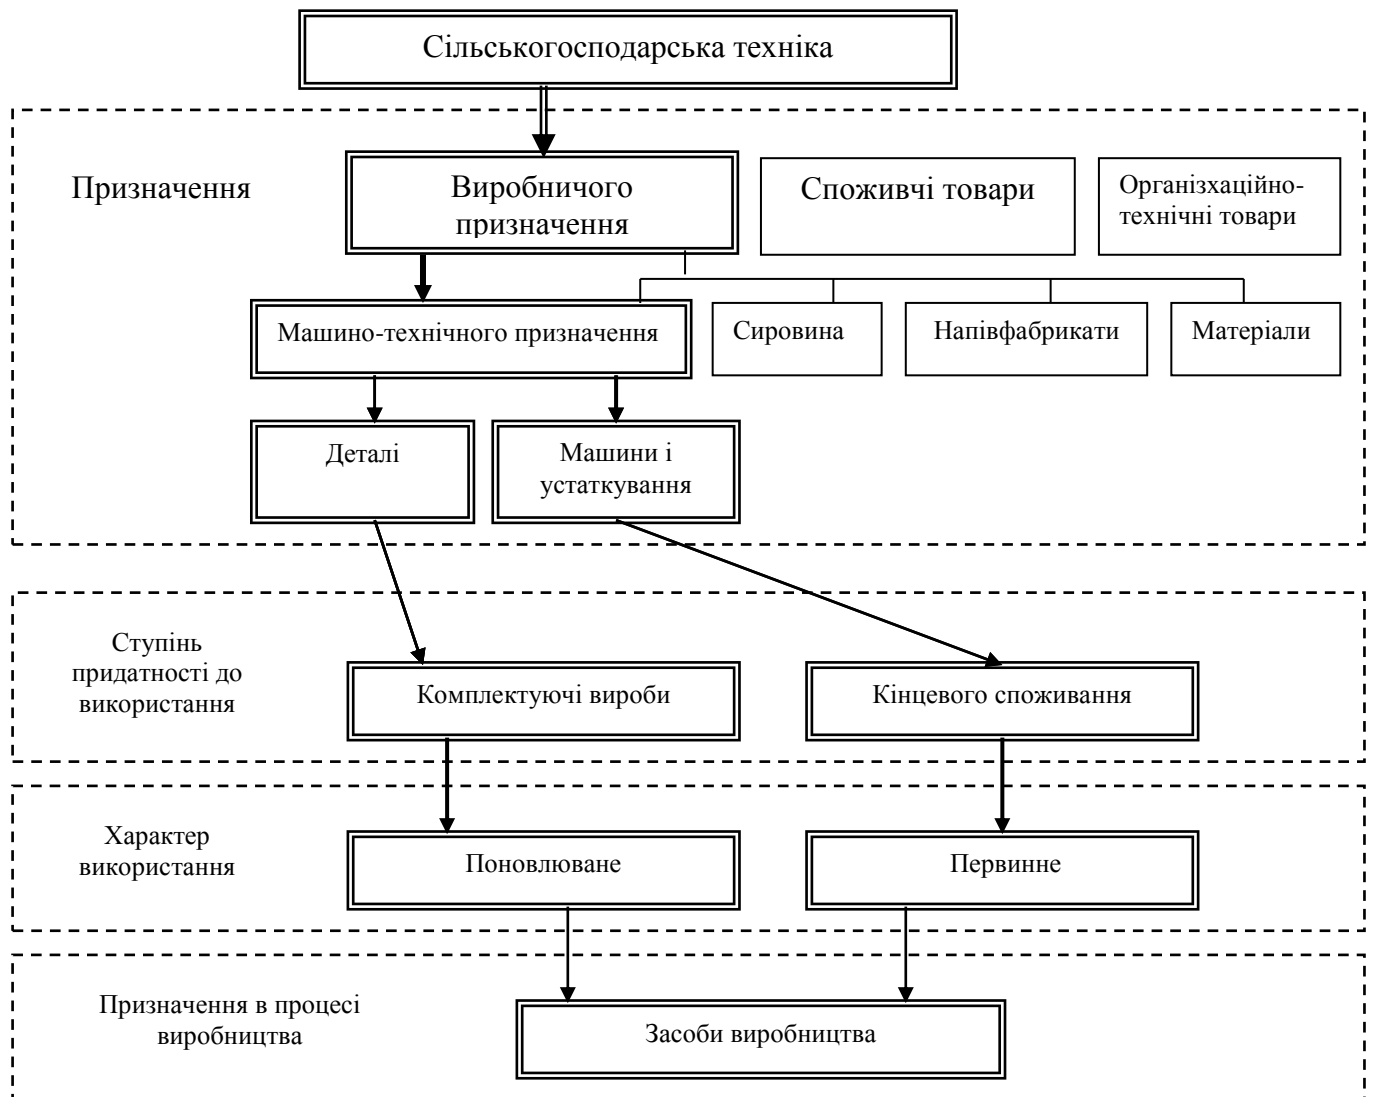 Сільськогосподарська техніка
Призначення
Виробничого
призначення
Споживчі товари
Організхаційно-
технічні товари
Машино-технічного призначення
Сировина
Напівфабрикати
Матеріали
Деталі
Машини і
устаткування
Ступінь
придатності до
використання
Комплектуючі вироби
Кінцевого споживання
Характер
використання
Поновлюване
Первинне
Призначення в процесі
виробництва
Засоби виробництва